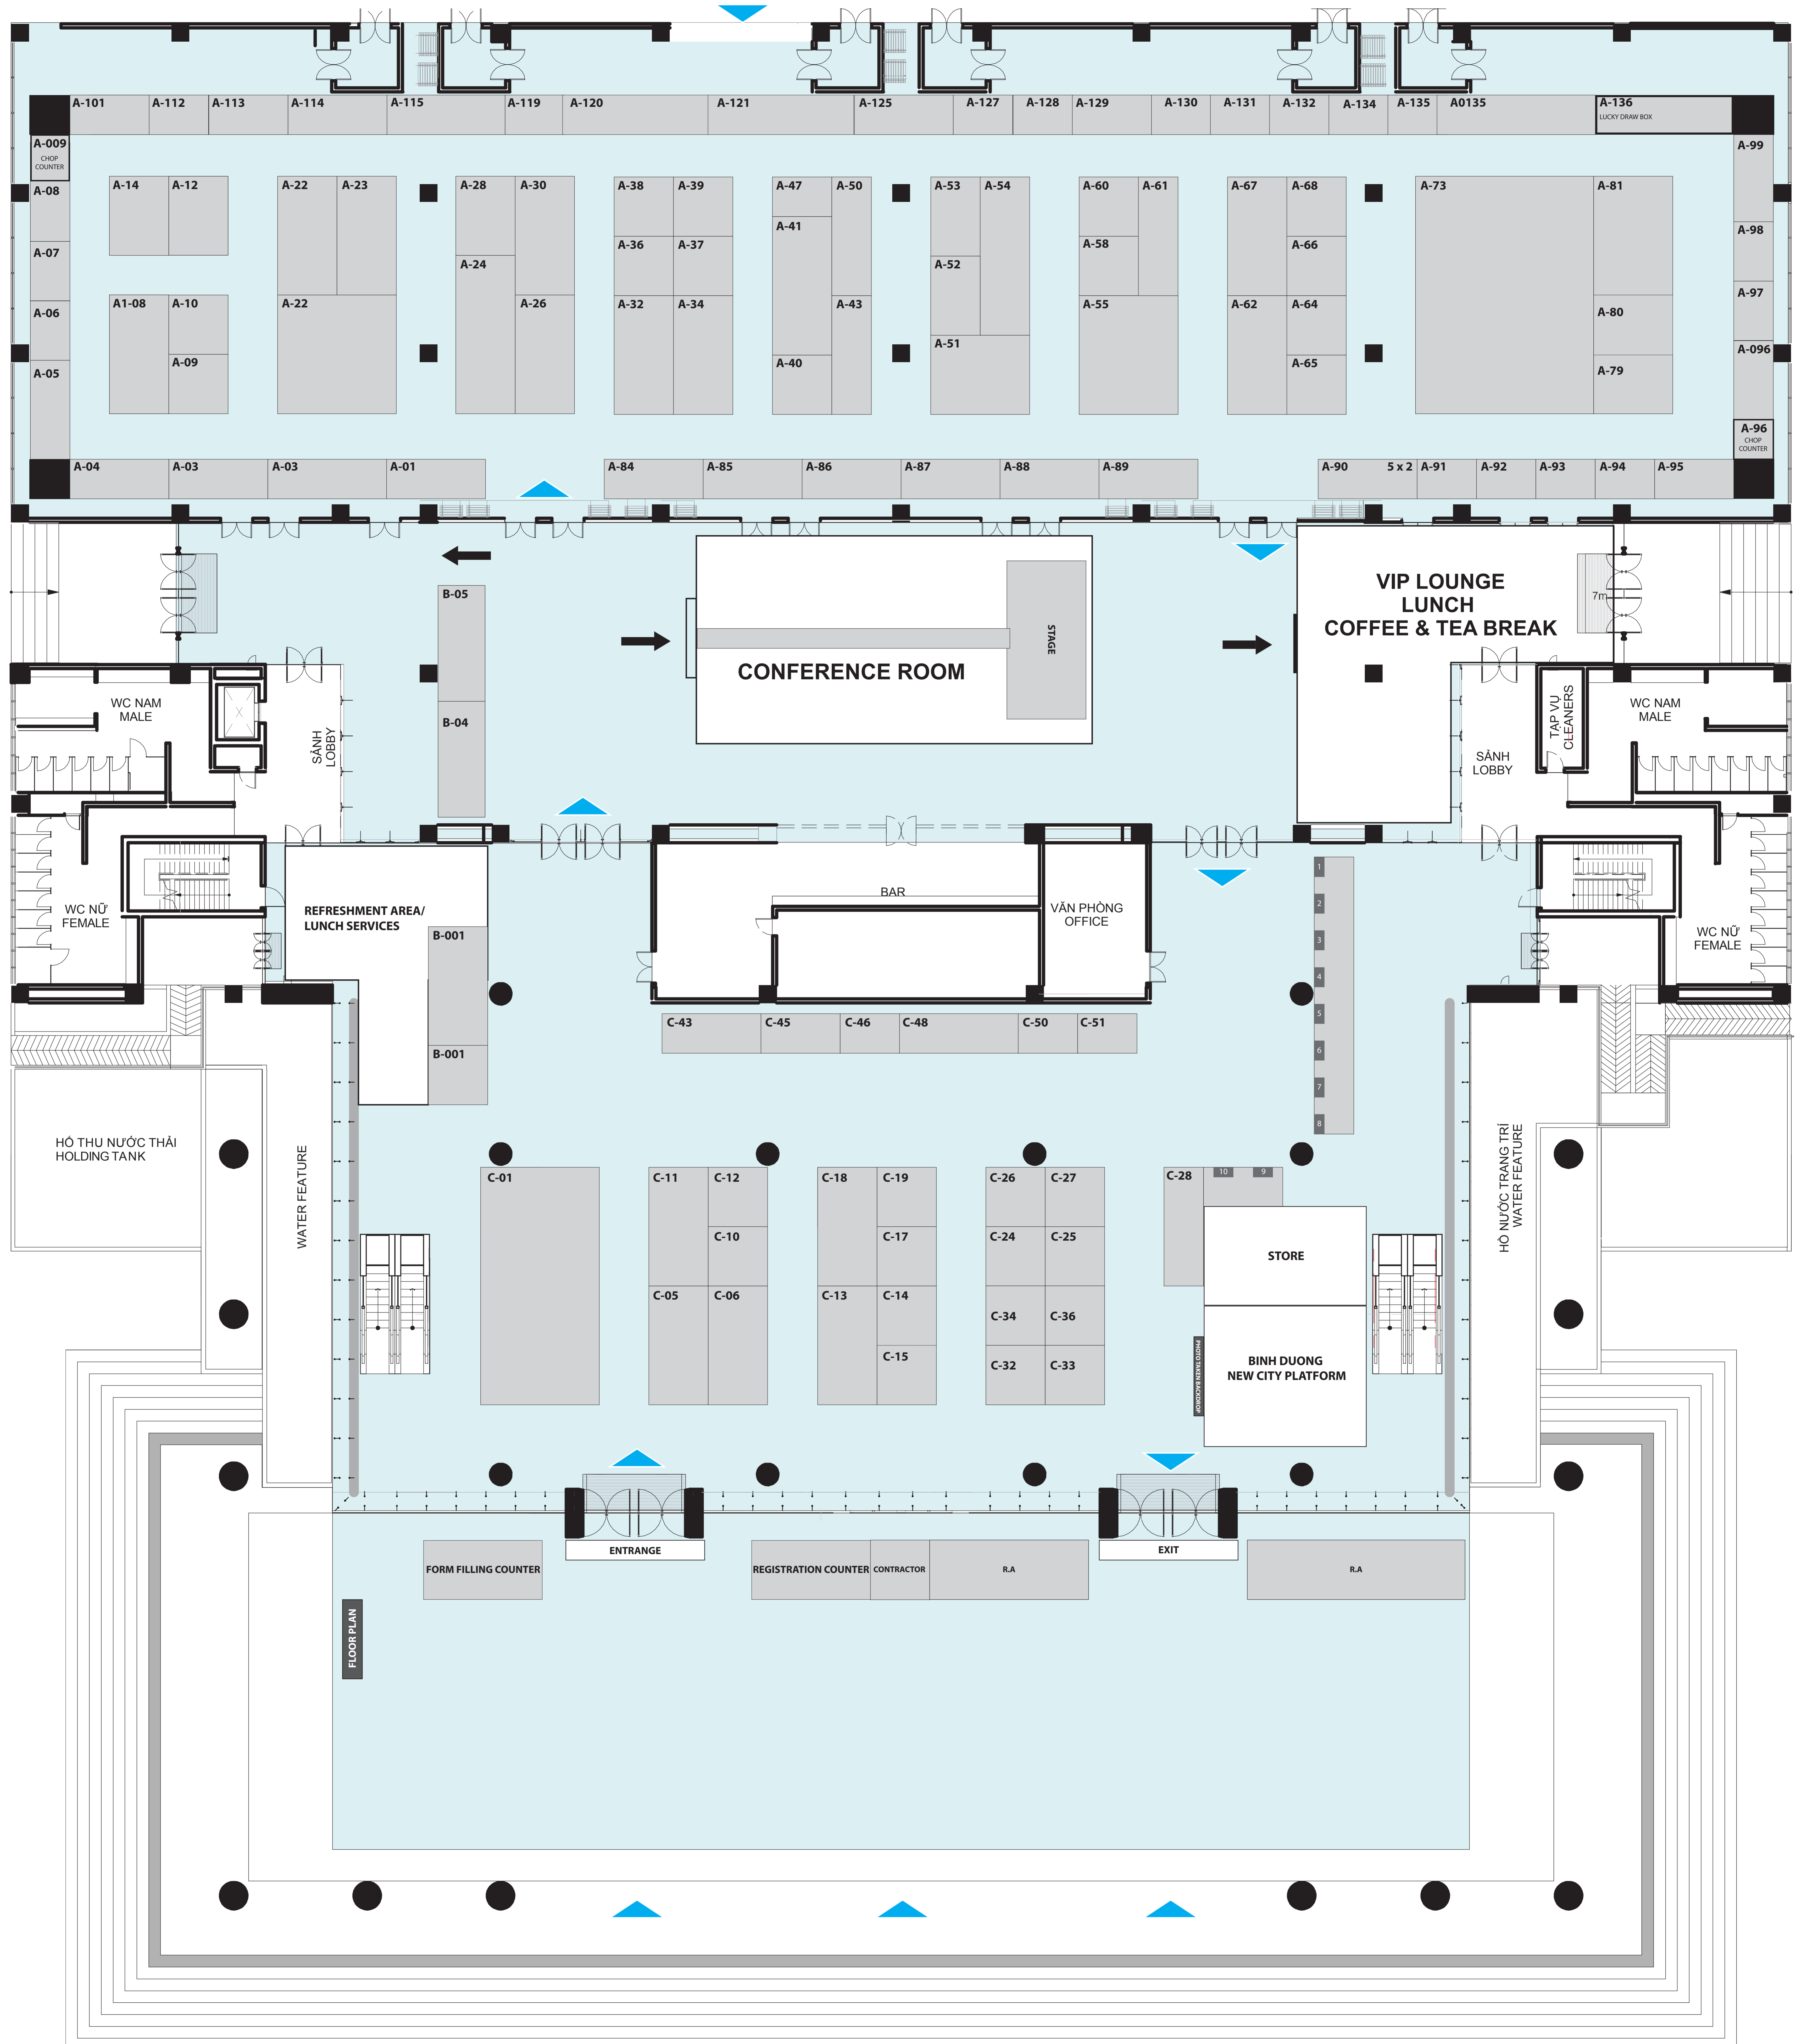 A-101
A-112
A-113
A-114
A-115
A-119
A-120
A-121
A-125
A-127
A-128
A-129
A-130
A-131
A-132
A-134
A-135
A0135
A-136
LUCKY DRAW BOX
A-009
CHOP
COUNTER
A-08
A-07
A-06
A-05
A-14
A-12
A1-08
A-10
A-09
A-22
A-23
A-22
A-28
A-30
A-24
A-26
A-38
A-39
A-36
A-37
A-32
A-34
A-47
A-50
A-41
A-43
A-40
A-53
A-54
A-52
A-51
A-60
A-61
A-58
A-55
A-67
A-68
A-66
A-62
A-64
A-65
A-73
A-81
A-80
A-79
A-99
A-98
A-97
A-096
A-96
CHOP
COUNTER
A-04
A-03
A-03
A-01
A-84
A-85
A-86
A-87
A-88
A-89
A-90
5 x 2
A-91
A-92
A-93
A-94
A-95
B-05
B-04
CONFERENCE ROOM
STAGE
VIP LOUNGE
LUNCH
COFFEE & TEA BREAK
7m
WC NAM
MALE
SẢNH
LOBBY
WC NỮ
FEMALE
SẢNH
LOBBY
TẠP VỤ
CLEANERS
WC NAM
MALE
WC NỮ
FEMALE
REFRESHMENT AREA/
LUNCH SERVICES
B-001
B-001
BAR
VĂN PHÒNG
OFFICE
1
2
3
4
5
6
7
8
C-43
C-45
C-46
C-48
C-50
C-51
HỒ THU NƯỚC THẢI
HOLDING TANK
WATER FEATURE
HỒ NƯỚC TRANG TRÍ
WATER FEATURE
C-01
C-11
C-12
C-10
C-05
C-06
C-18
C-19
C-17
C-13
C-14
C-15
C-26
C-27
C-24
C-25
C-34
C-36
C-32
C-33
C-28
10
9
STORE
PHOTO TAKEN BACKDROP
BINH DUONG
NEW CITY PLATFORM
ENTRANGE
EXIT
FORM FILLING COUNTER
REGISTRATION COUNTER
CONTRACTOR
R.A
R.A
FLOOR PLAN